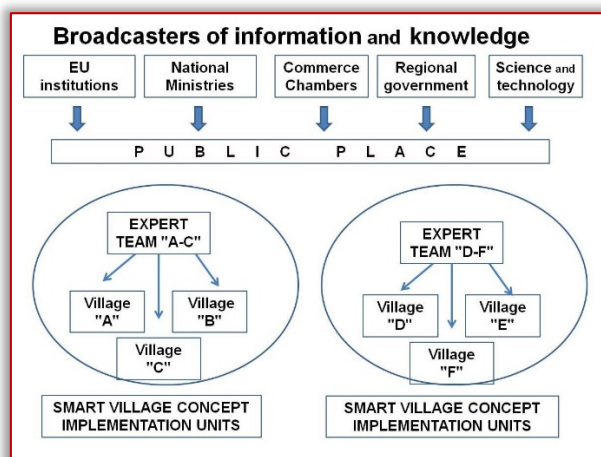 Broadcasters of information and knowledge
EU
institutions
National
Ministries
Commerce
Chambers
Regional
government
Science and
technology
P U B L I C P L A C E
EXPERT
TEAM "A-C"
Village
"A"
Village
"B"
Village
"C"
EXPERT
TEAM "D-F"
Village
"D"
Village
"E"
Village
"F"
SMART VILLAGE CONCEPT
IMPLEMENTATION UNITS
SMART VILLAGE CONCEPT
IMPLEMENTATION UNITS